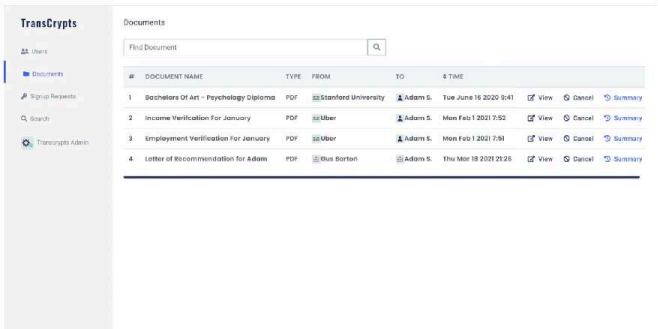 TransCrypts
Documents
Users
Find Document
Documents
# DOCUMENT NAME TYPE FROM TO TIME
Signup Requests
1 Bachelors Of Art - Psychology Diploma PDF Stanford University Adam S. Tue June 16 2020 9:41 View Cancel Summary
Search
2 Income Verification For January PDF Uber Adam S. Mon Feb 1 2021 7:52 View Cancel Summary
3 Employment Verification For January PDF Uber Adam S. Mon Feb 1 2021 7:51 View Cancel Summary
Transcrypts Admin
4 Letter of Recommendation for Adam PDF Gus Borton Adam S. Thu Mar 18 2021 21:26 View Cancel Summary